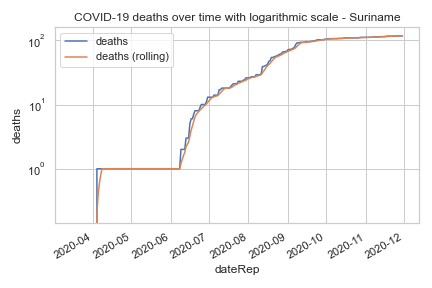 COVID-19 deaths over time with logarithmic scale - Suriname
deaths
deaths (rolling)
10²
10¹
10⁰
deaths
2020-04
2020-05
2020-06
2020-07
2020-08
2020-09
2020-10
2020-11
2020-12
dateRep